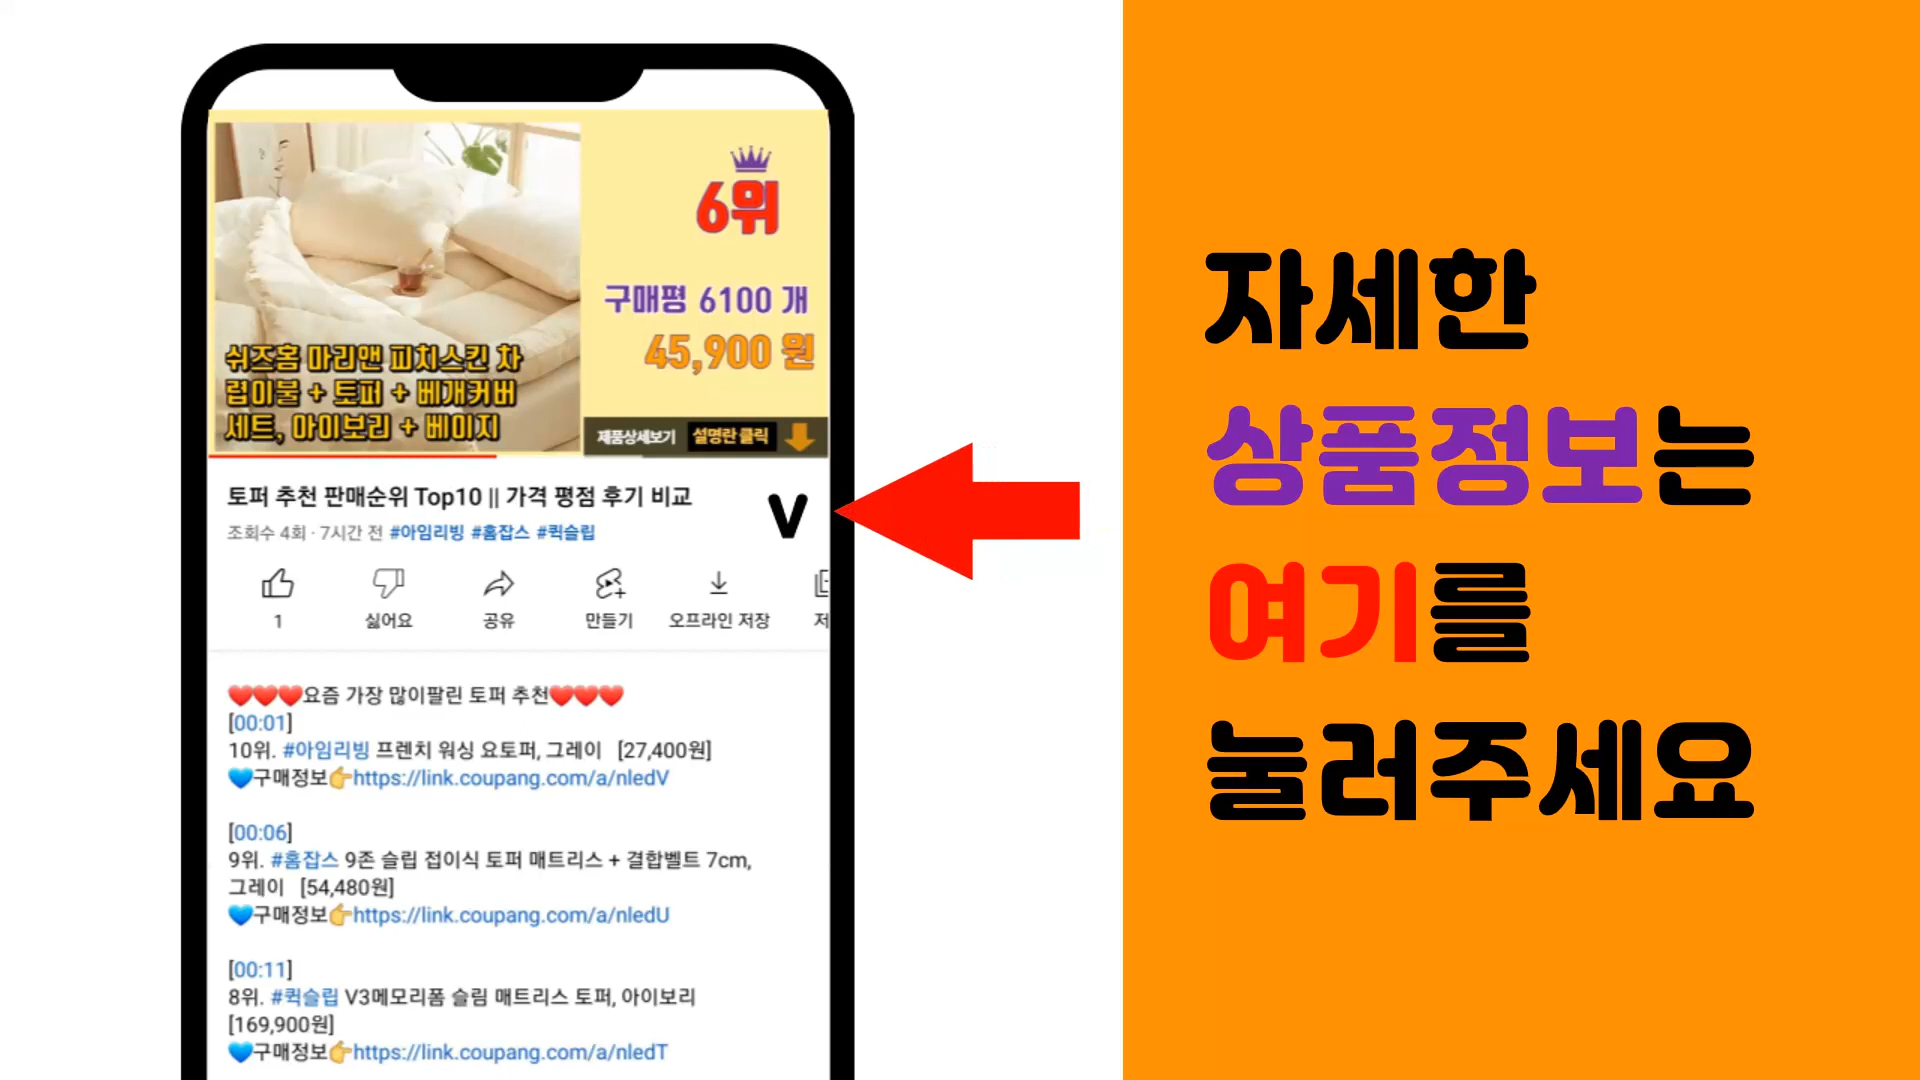 6위
구매평 6100 개
45,900 원
쉬즈홈 마리앤 피치스킨 차
렵이불 + 토퍼 + 베개커버
세트, 아이보리 + 베이지
제품상세보기 설명란 클릭
토퍼 추천 판매순위 Top10 || 가격 평점 후기 비교
V
조회수 4회 · 7시간 전 #아임리빙 #홈잡스 #퀵슬립
1 싫어요 공유 만들기 오프라인 저장 저
❤️❤️❤️요즘 가장 많이팔린 토퍼 추천❤️❤️❤️
[00:01]
10위. #아임리빙 프렌치 워싱 요토퍼, 그레이 [27,400원]
💙구매정보👉https://link.coupang.com/a/nledV
[00:06]
9위. #홈잡스 9존 슬립 접이식 토퍼 매트리스 + 결합벨트 7cm,
그레이 [54,480원]
💙구매정보👉https://link.coupang.com/a/nledU
[00:11]
8위. #퀵슬립 V3메모리폼 슬림 매트리스 토퍼, 아이보리
[169,900원]
💙구매정보👉https://link.coupang.com/a/nledT
자세한
상품정보는
여기를
눌러주세요